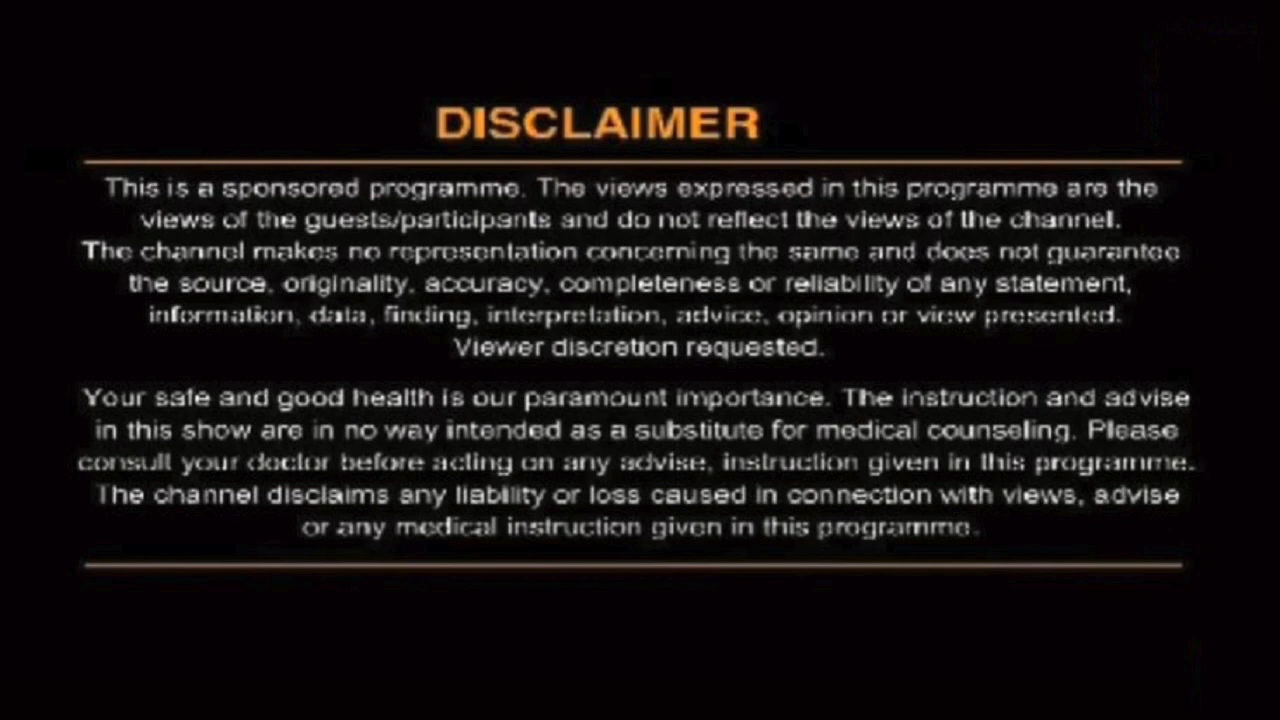 DISCLAIMER
This is a sponsored programme. The views expressed in this programme are the
views of the guests/participants and do not reflect the views of the channel.
The channel makes no representation concerning the same and does not guarantee
the source, originality, accuracy, completeness or reliability of any statement,
information, data, finding, interpretation, advice, opinion or view presented.
Viewer discretion requested.
Your safe and good health is our paramount importance. The instruction and advise
in this show are in no way intended as a substitute for medical counseling. Please
consult your doctor before acting on any advise, instruction given in this programme.
The channel disclaims any liability or loss caused in connection with views, advise
or any medical instruction given in this programme.